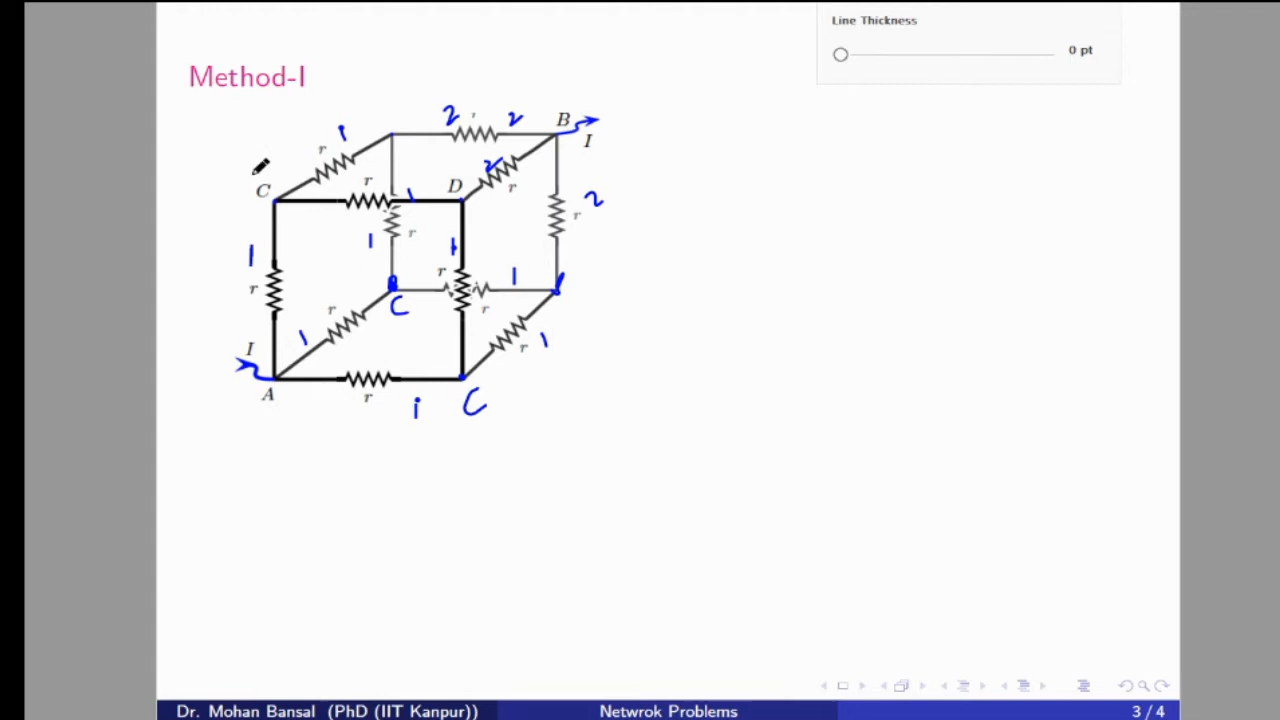 Line Thickness
0 pt
Method-I
2 r 2 B
I
1
r
C r D 2 r
1
2
1 1 r
1 r r r
C 1
1 r r r 1
I
A r i C
Dr. Mohan Bansal (PhD (IIT Kanpur)) Netwrok Problems 3 / 4